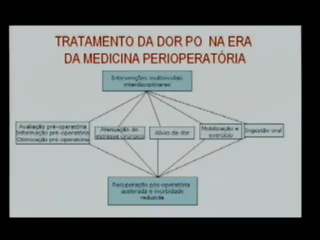 TRATAMENTO DA DOR PO NA ERA
DA MEDICINA PERIOPERATÓRIA
Intervenções multimodais
interdisciplinares
Avaliação pré-operatória
Informação pré-operatória
Otimização pré-operatória
Atenuação do
estresse cirúrgico
Alívio da dor
Mobilização e
exercício
Ingestão oral
Recuperação pós operatória
acelerada e morbidade
reduzida